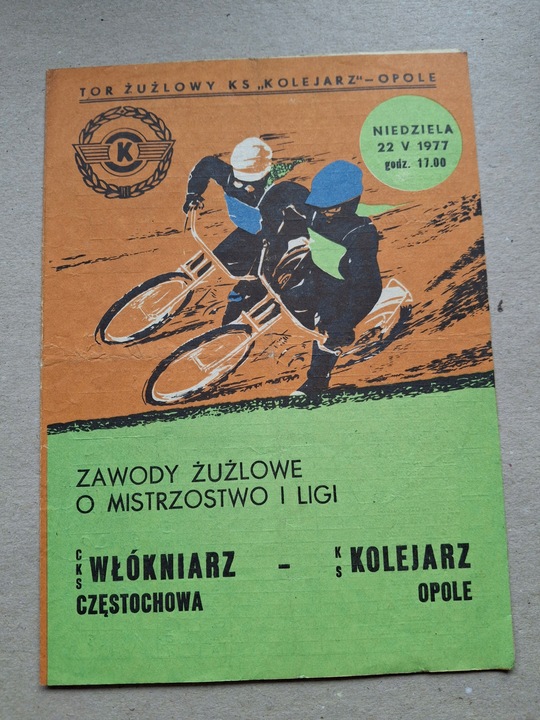 TOR ŻUŻLOWY KS „KOLEJARZ" – OPOLE
K
NIEDZIELA
22 V 1977
godz. 17.00
ZAWODY ŻUŻLOWE
O MISTRZOSTWO I LIGI
CKS WŁÓKNIARZ – KS KOLEJARZ
CZĘSTOCHOWA OPOLE